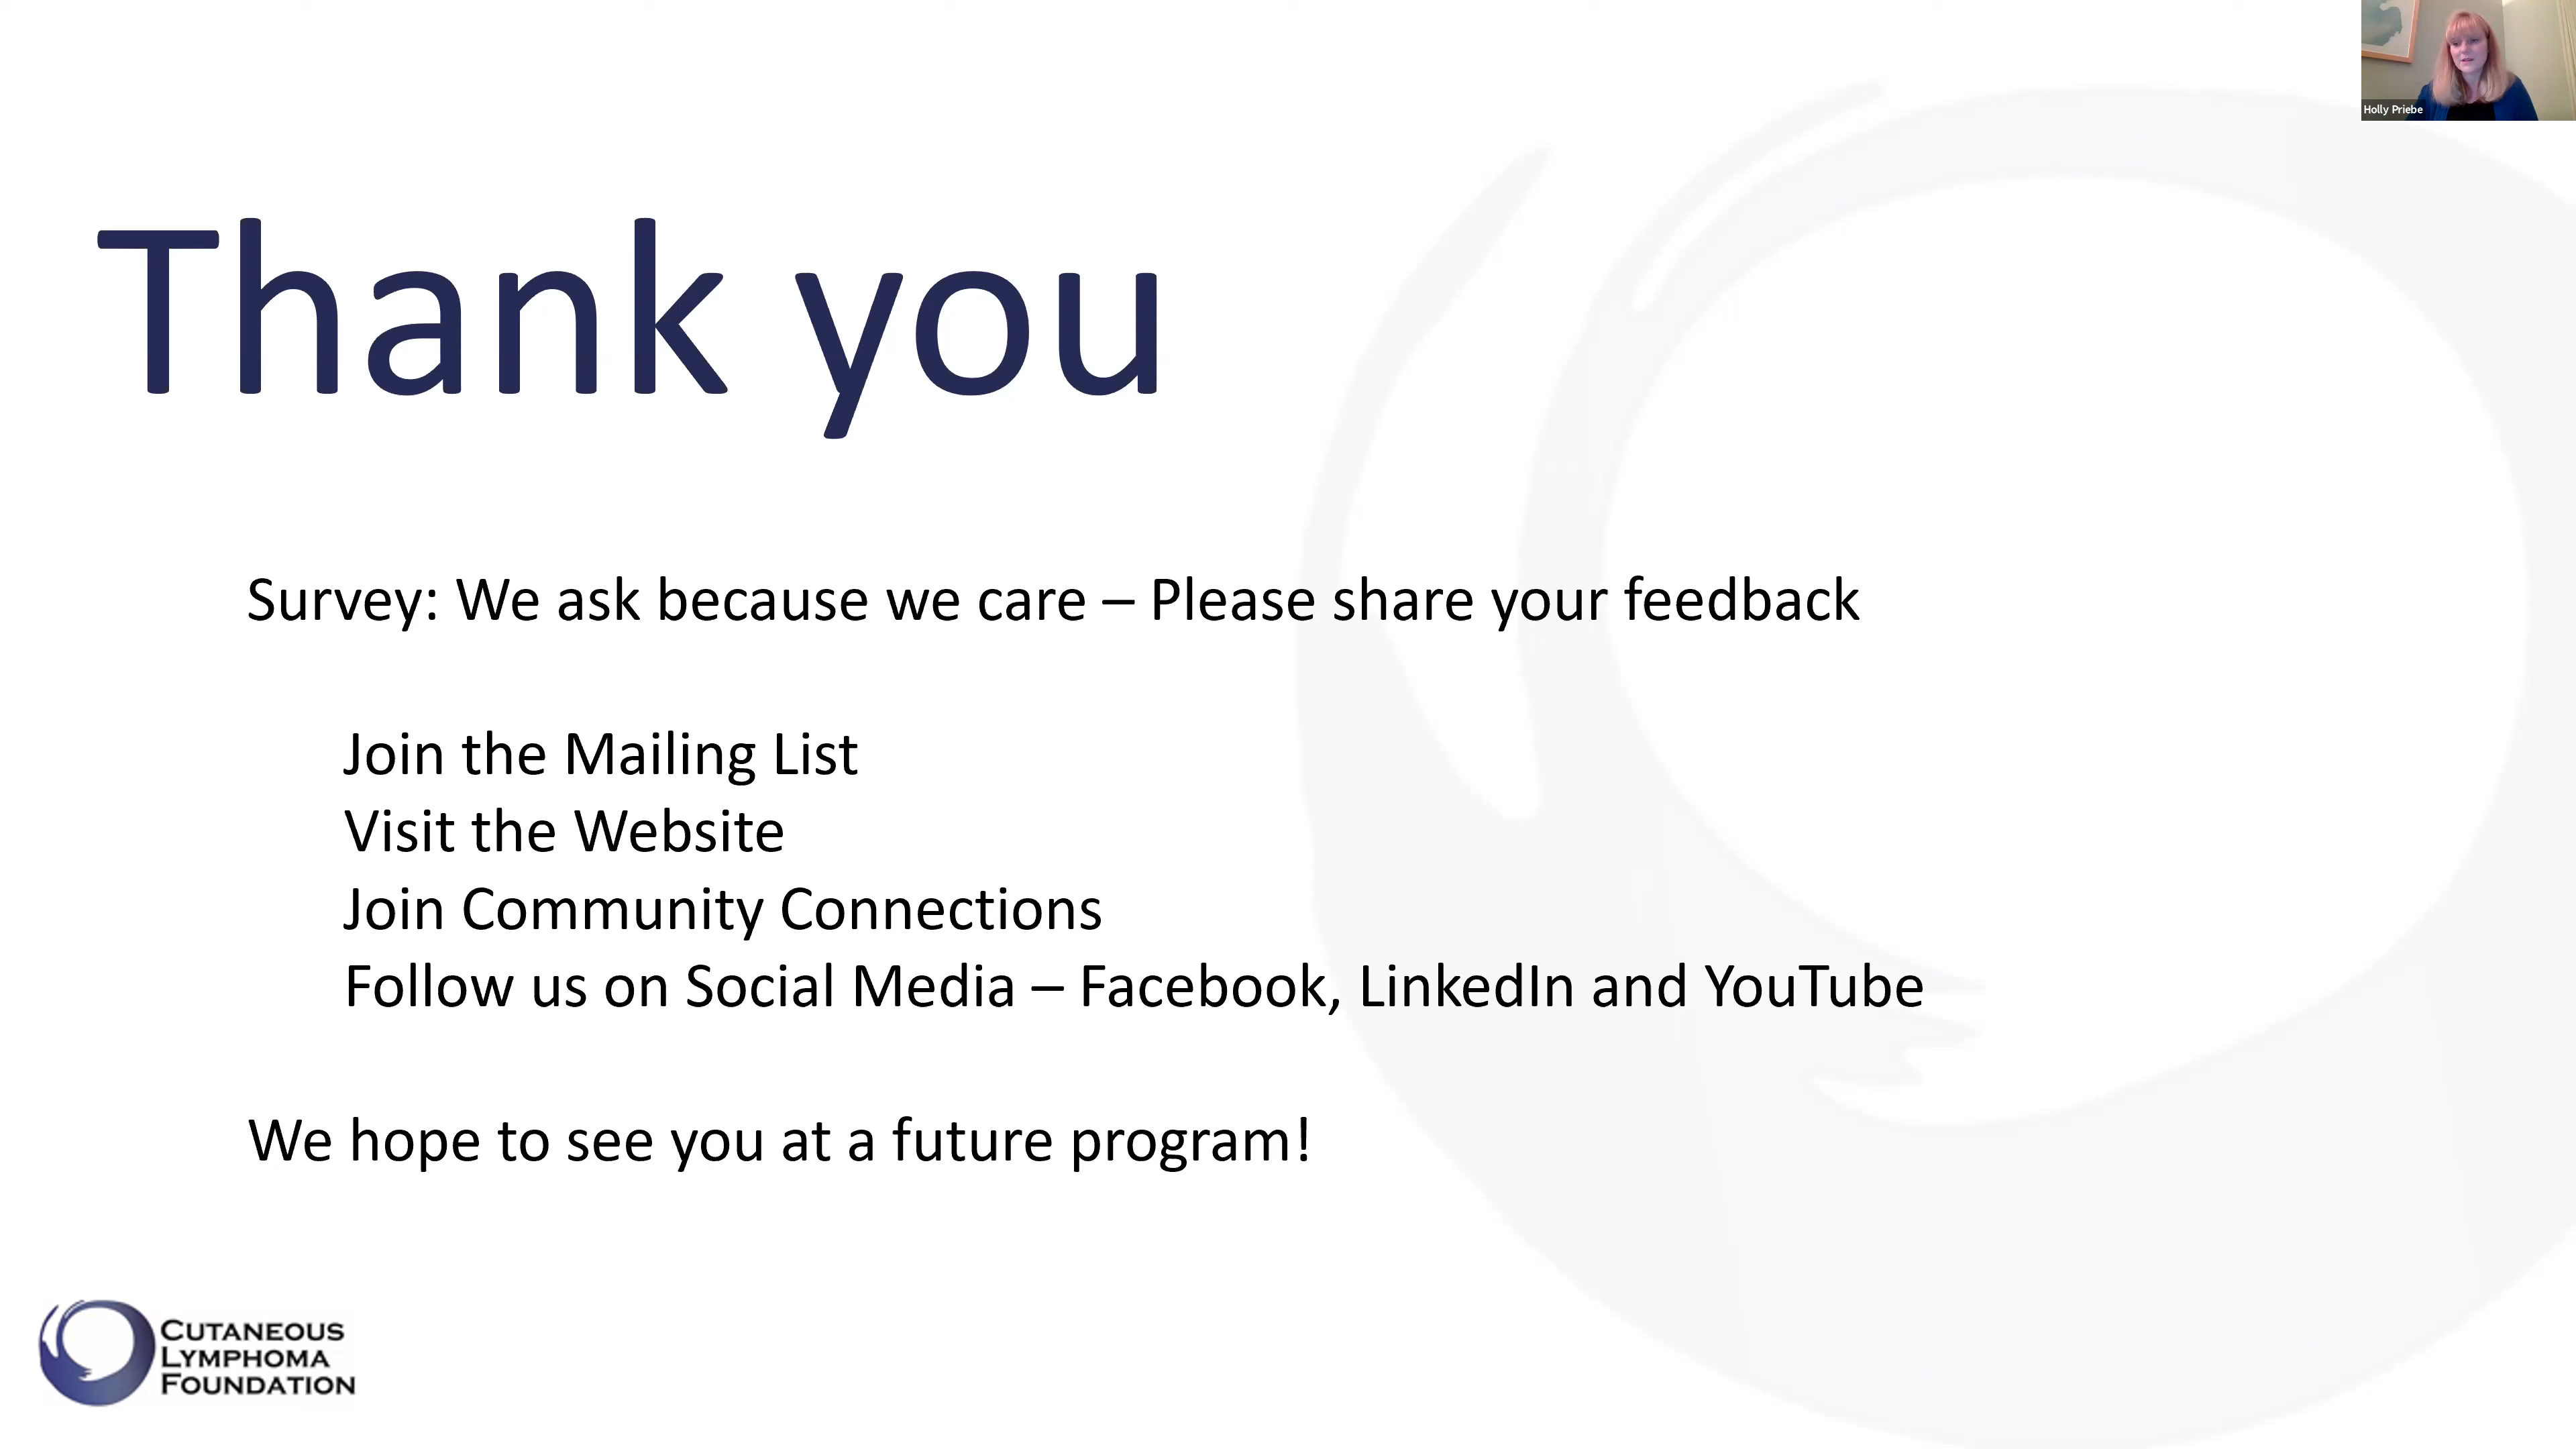 Holly Priebe
Thank you
Survey: We ask because we care – Please share your feedback
Join the Mailing List
Visit the Website
Join Community Connections
Follow us on Social Media – Facebook, LinkedIn and YouTube
We hope to see you at a future program!
CUTANEOUS
LYMPHOMA
FOUNDATION